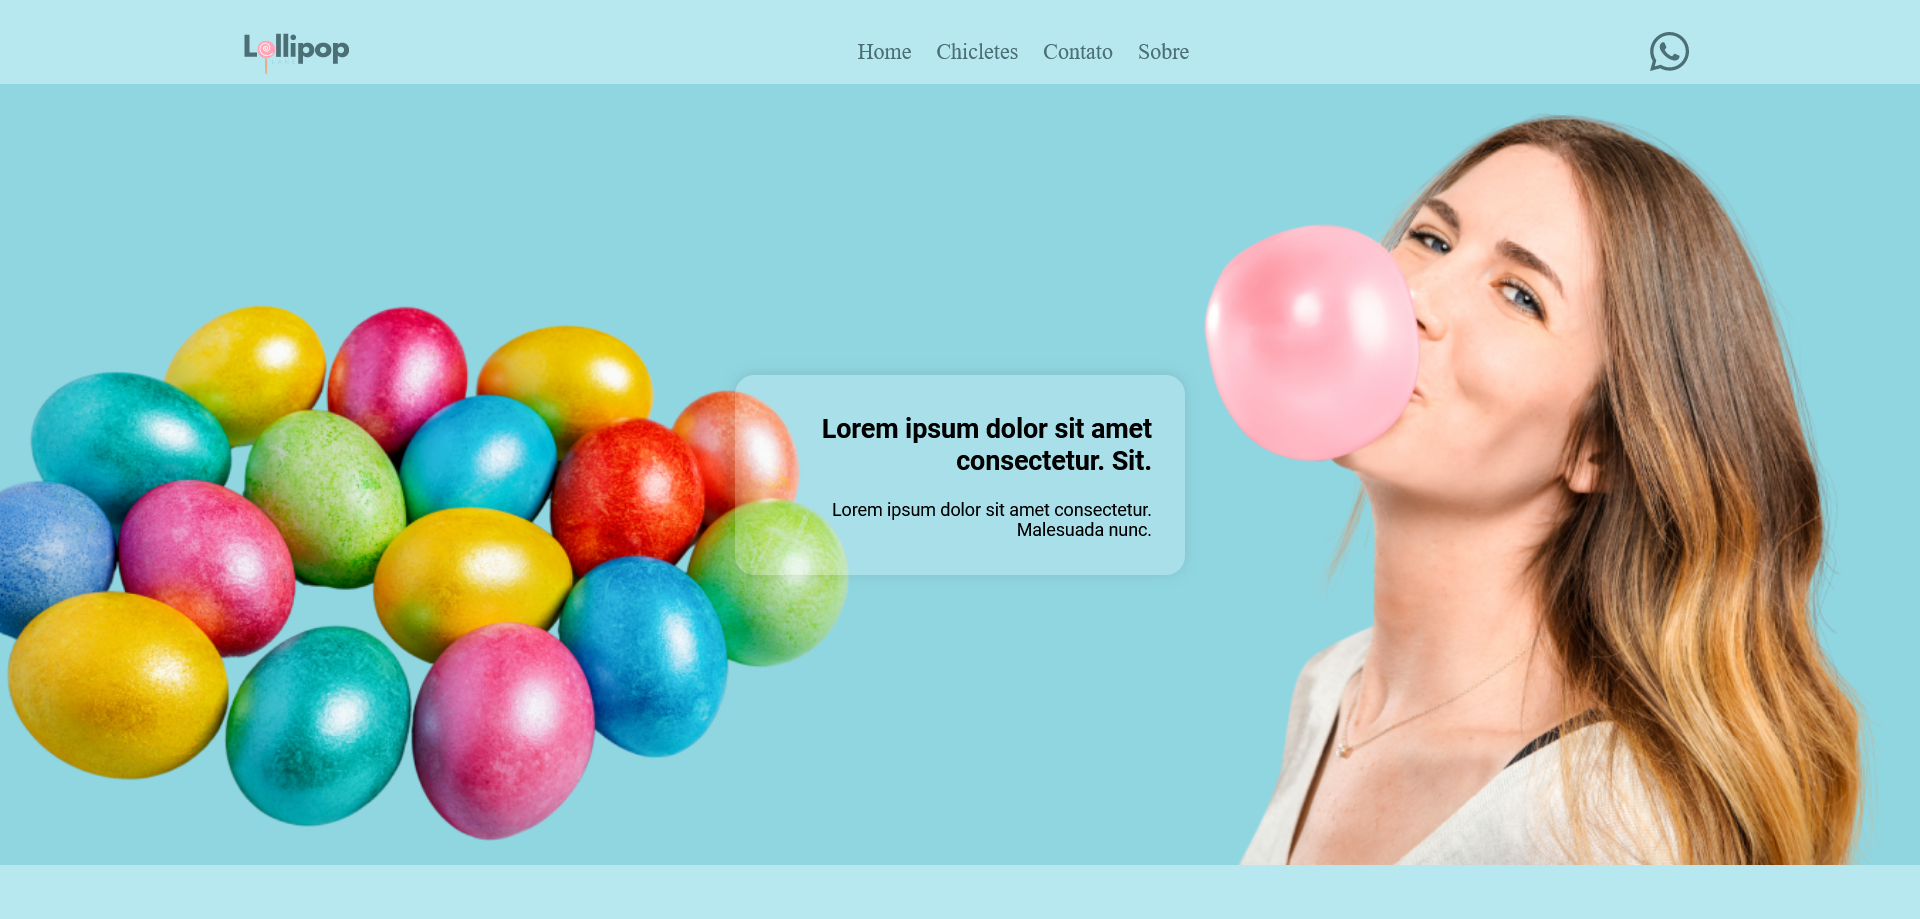 Lollipop
Home Chicletes Contato Sobre
Lorem ipsum dolor sit amet
consectetur. Sit.
Lorem ipsum dolor sit amet consectetur.
Malesuada nunc.